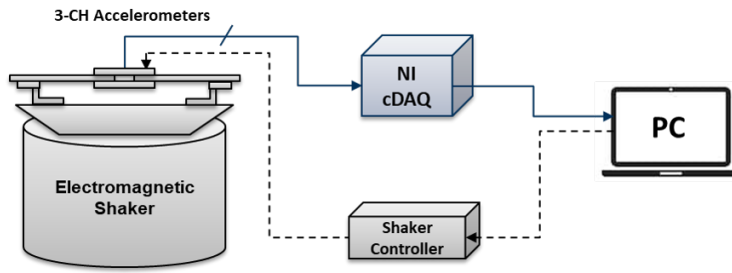 3-CH Accelerometers
NI
cDAQ
PC
Electromagnetic
Shaker
Shaker
Controller